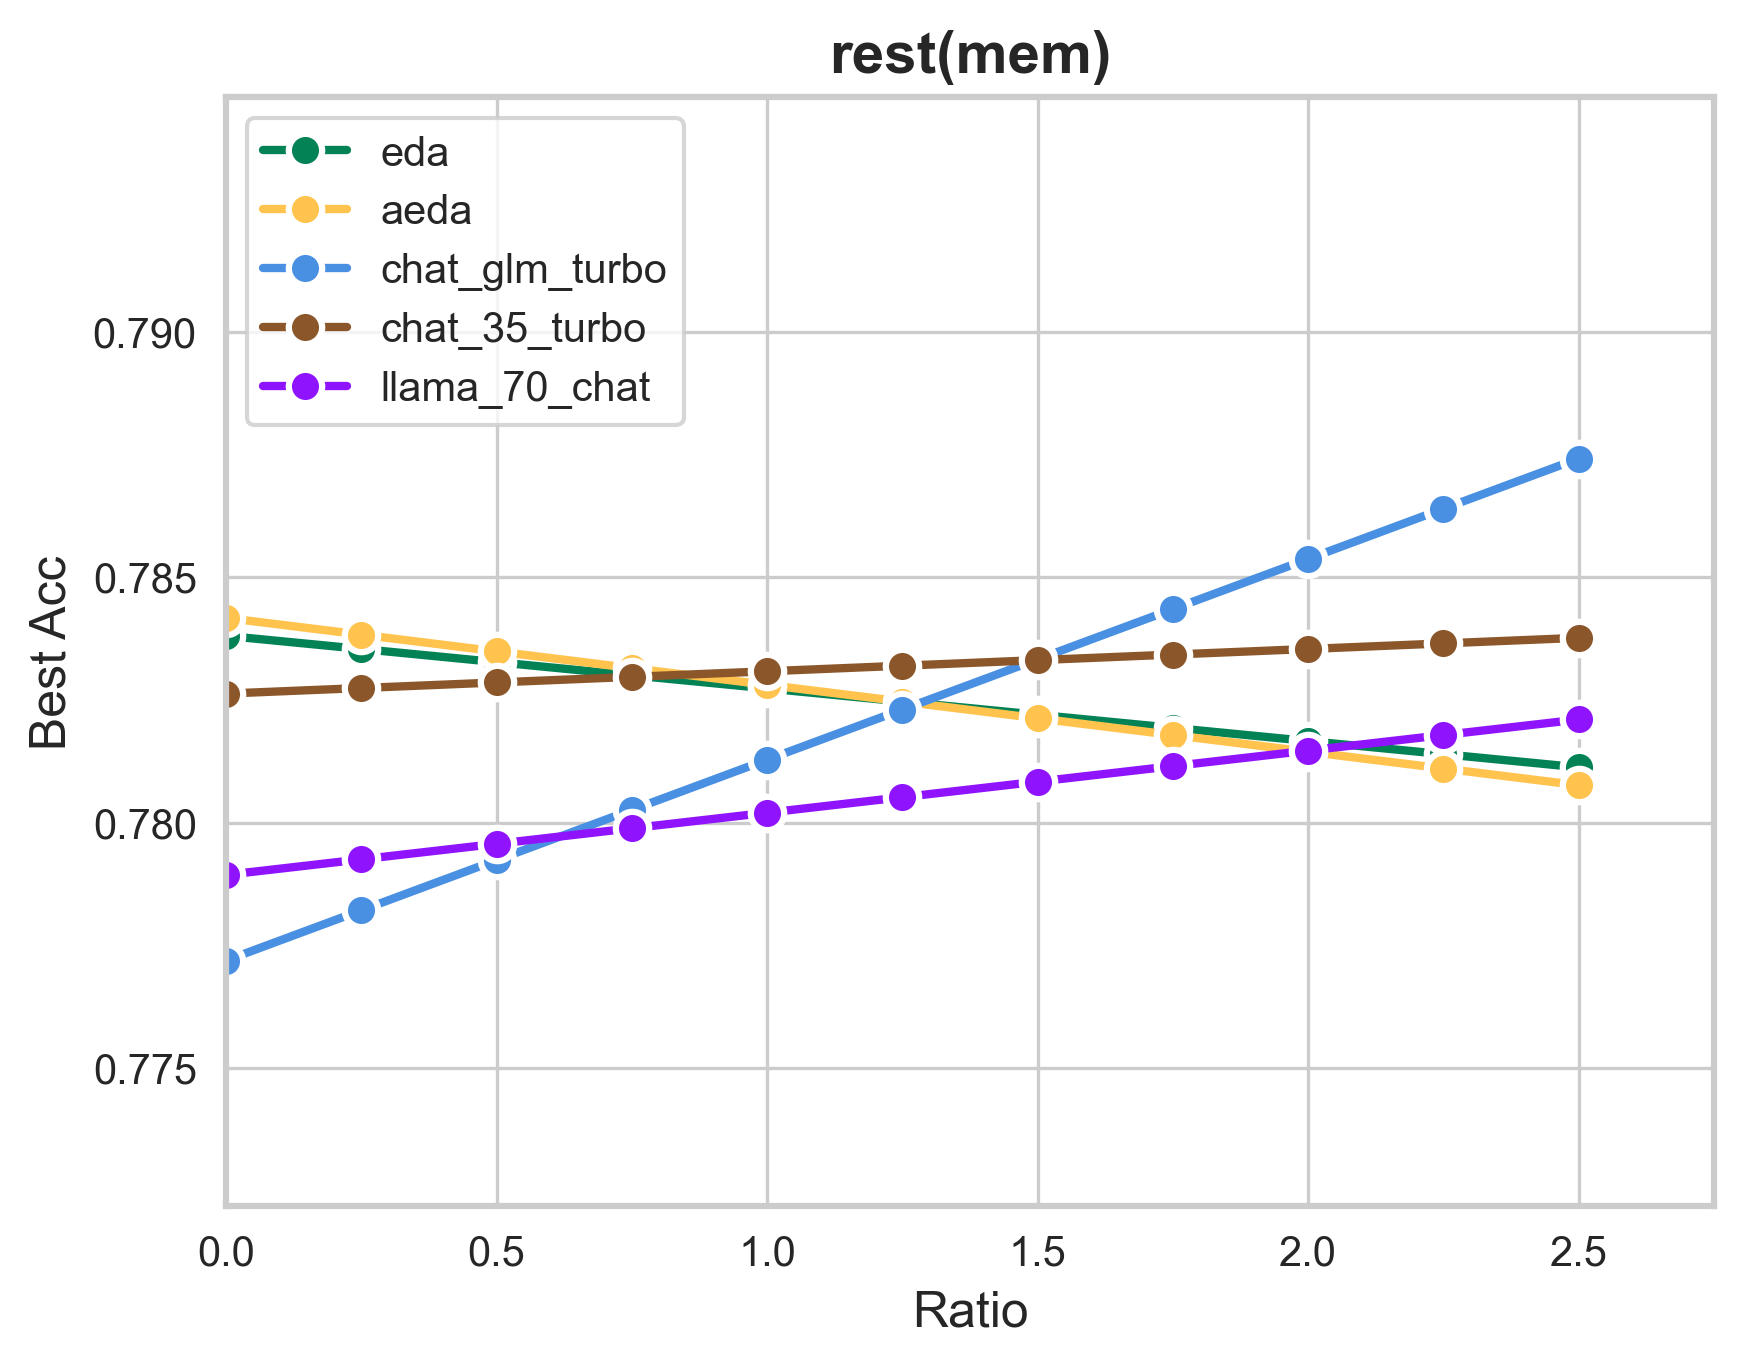 rest(mem)
eda
aeda
chat_glm_turbo
chat_35_turbo
llama_70_chat
Best Acc
0.790
0.785
0.780
0.775
0.0 0.5 1.0 1.5 2.0 2.5
Ratio